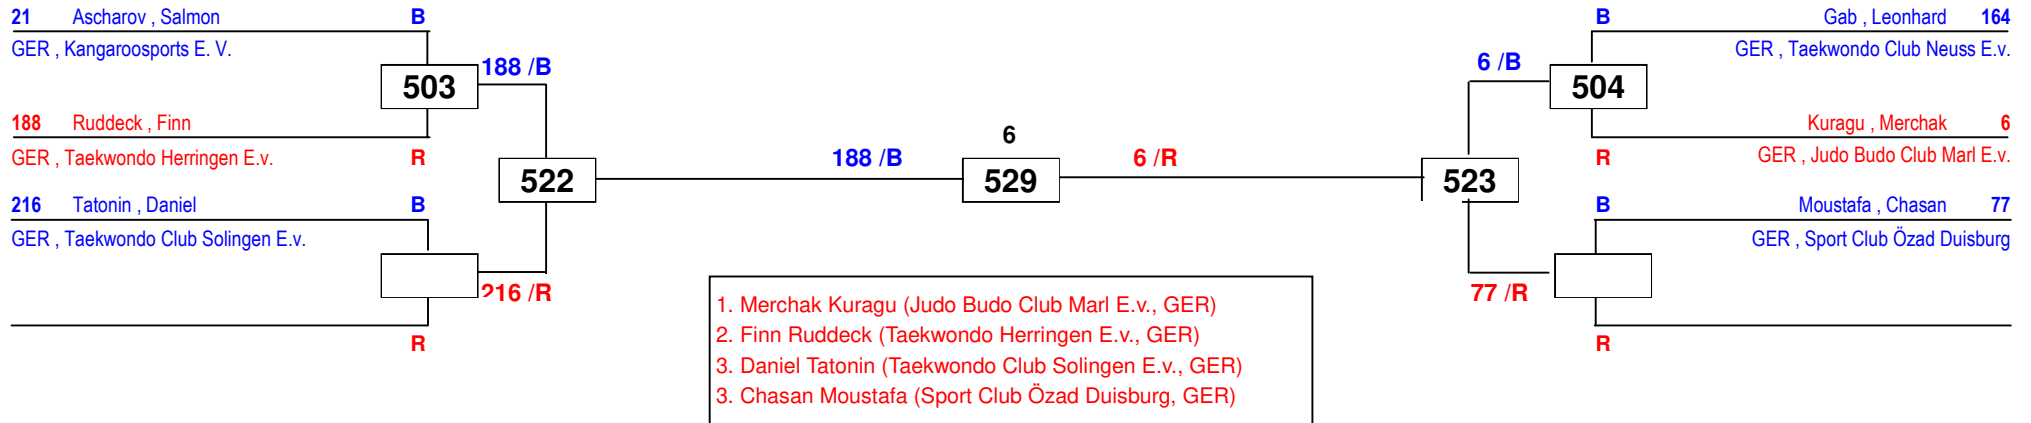 21 Ascharov , Salmon B
GER , Kangaroosports E. V.
188 /B
503
188 Ruddeck , Finn
GER , Taekwondo Herringen E.v. R
522
216 Tatonin , Daniel B
GER , Taekwondo Club Solingen E.v.
216 /R
R
188 /B
6
529
6 /R
B Gab , Leonhard 164
GER , Taekwondo Club Neuss E.v.
6 /B
504
Kuragu , Merchak 6
R GER , Judo Budo Club Marl E.v.
523
B Moustafa , Chasan 77
GER , Sport Club Özad Duisburg
77 /R
R
1. Merchak Kuragu (Judo Budo Club Marl E.v., GER)
2. Finn Ruddeck (Taekwondo Herringen E.v., GER)
3. Daniel Tatonin (Taekwondo Club Solingen E.v., GER)
3. Chasan Moustafa (Sport Club Özad Duisburg, GER)